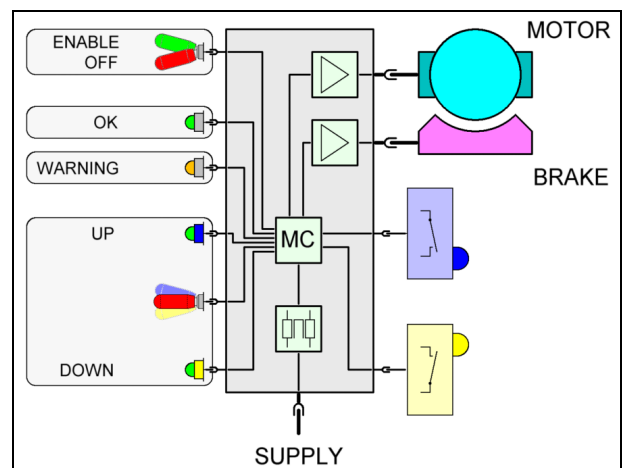 ENABLE
OFF
OK
WARNING
UP
DOWN
MC
MOTOR
BRAKE
SUPPLY